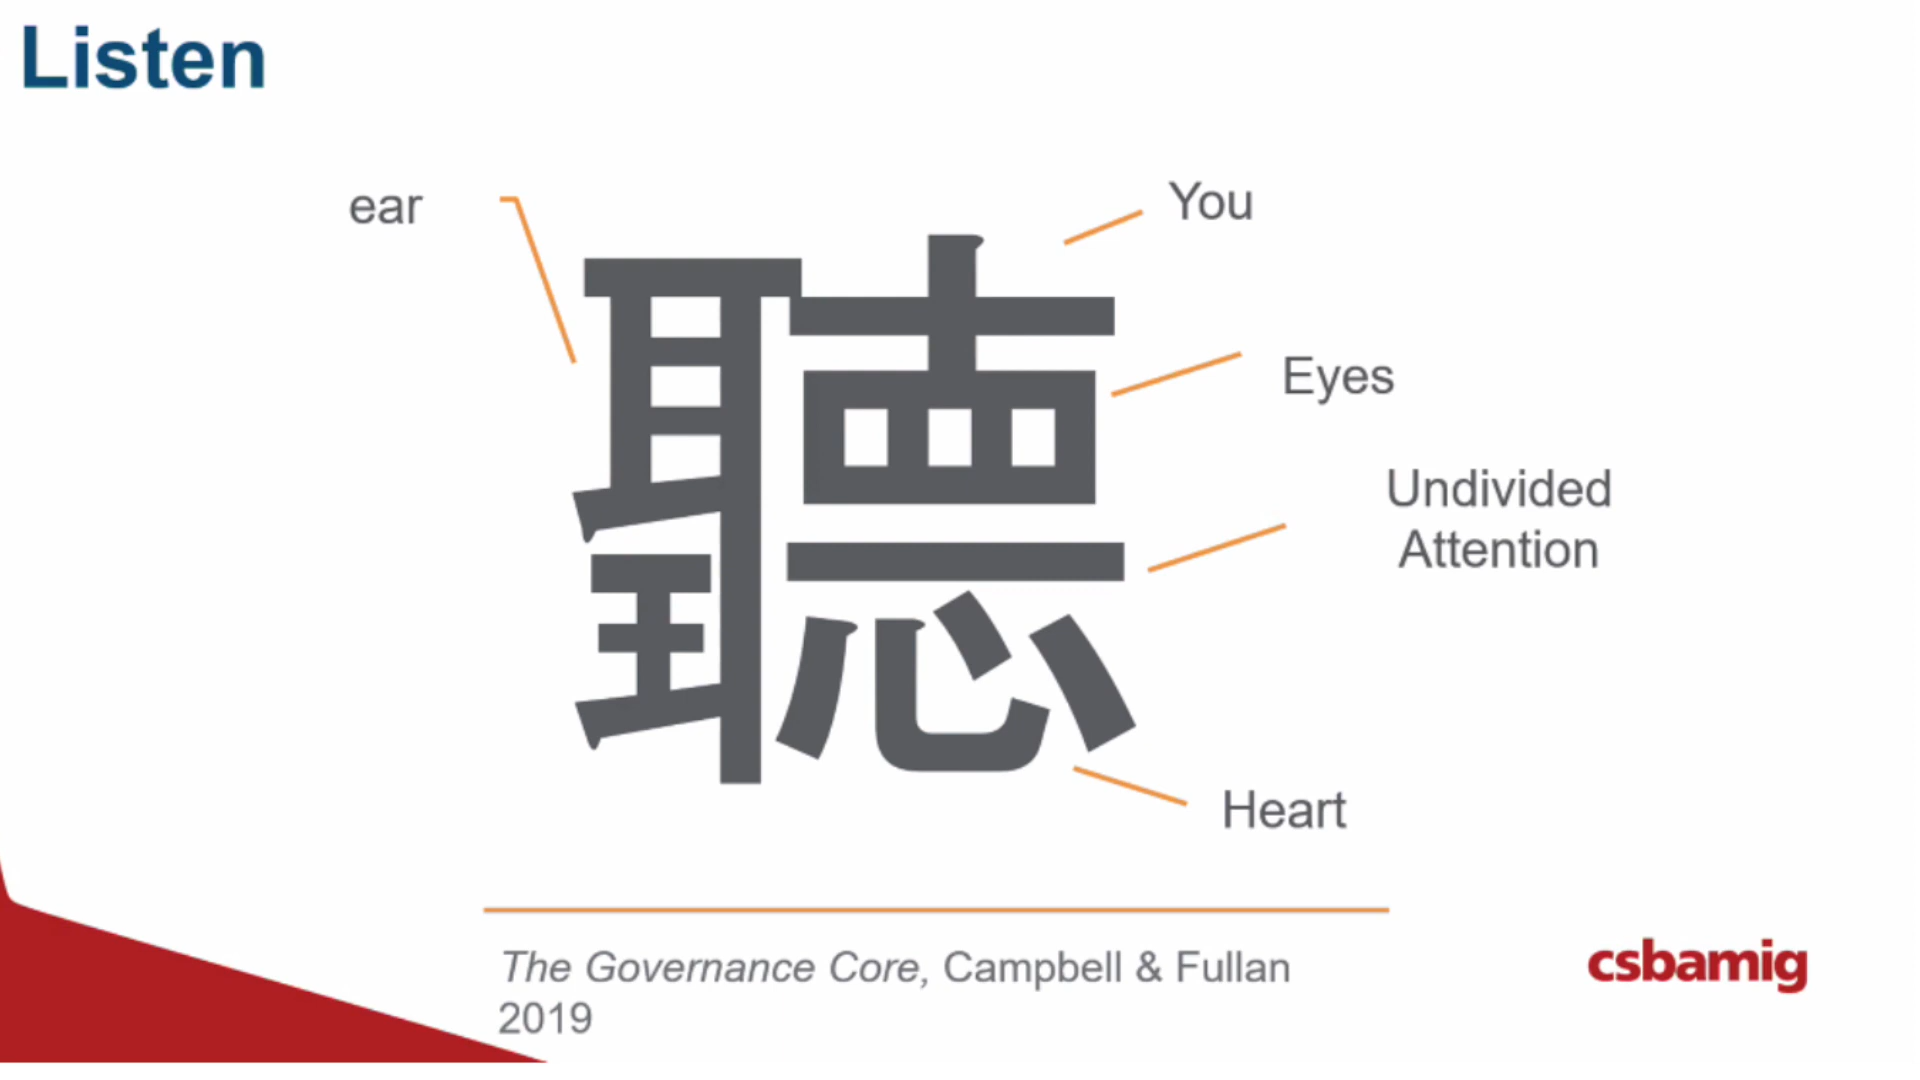 Listen
ear
You
聽
Eyes
Undivided
Attention
Heart
The Governance Core, Campbell & Fullan
2019
csbamig